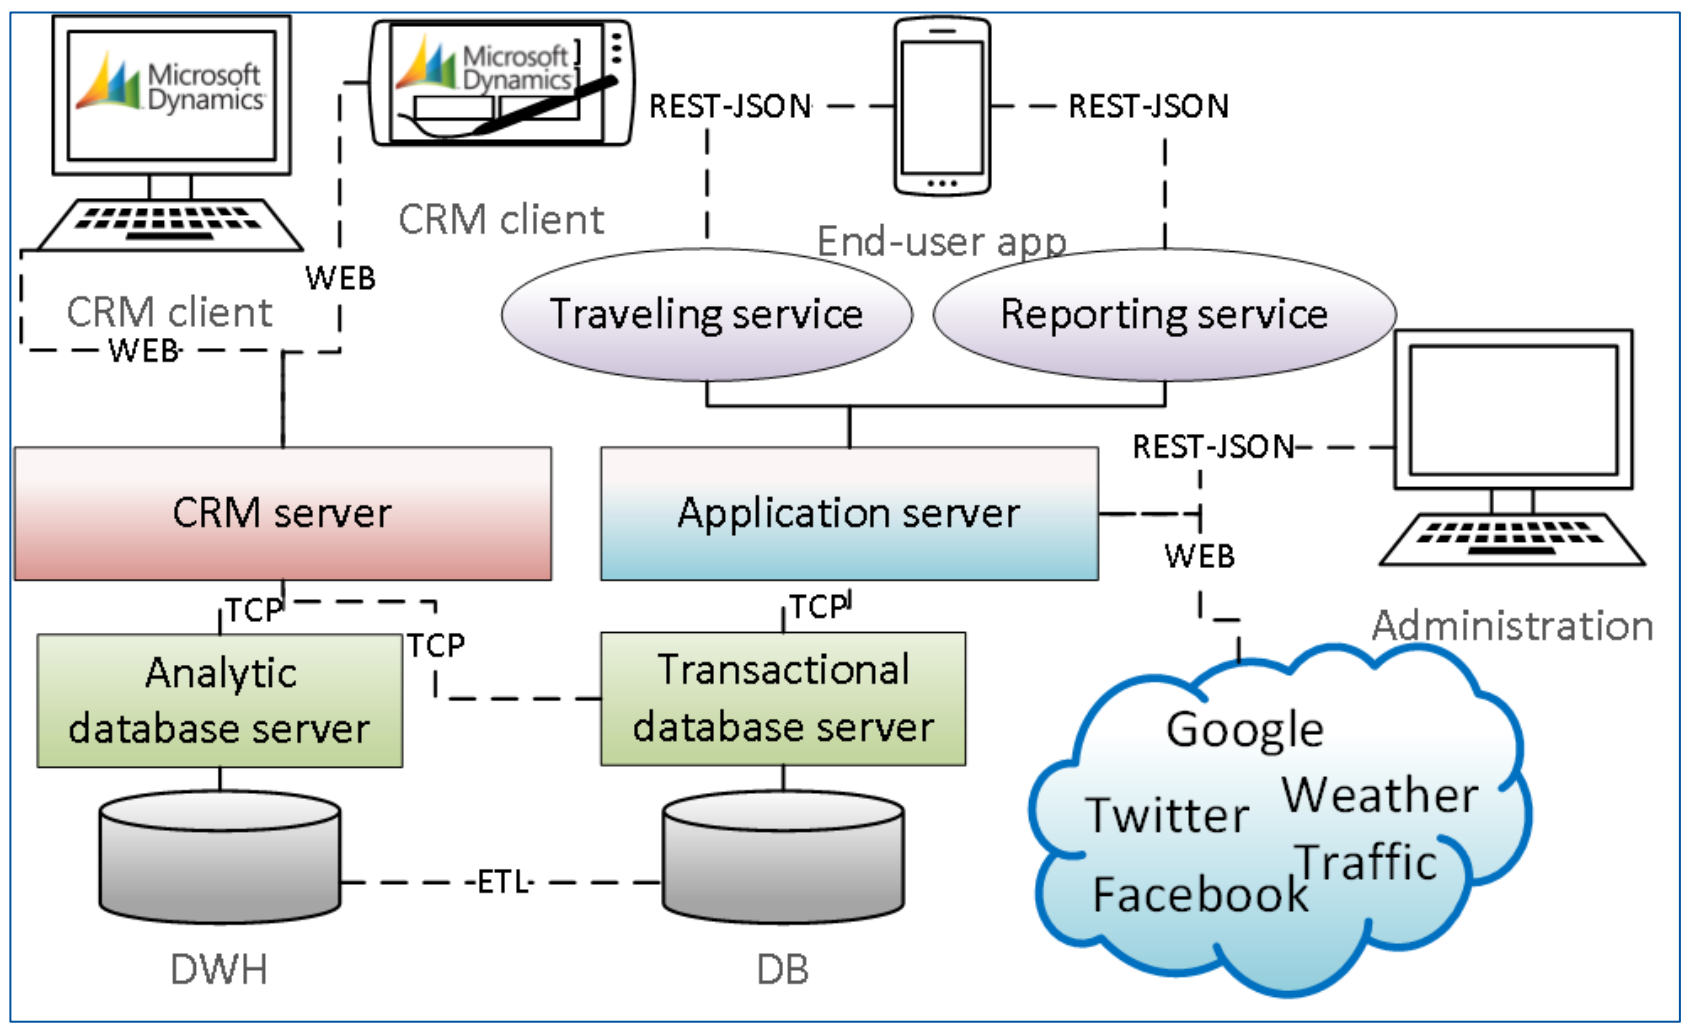 Microsoft
Dynamics
Microsoft
Dynamics
REST-JSON
REST-JSON
CRM client
End-user app
WEB
CRM client
WEB
Traveling service
Reporting service
REST-JSON
CRM server
Application server
WEB
TCP
TCP
TCP
Administration
Analytic
database server
Transactional
database server
Google
Weather
Twitter
Traffic
Facebook
ETL
DWH
DB